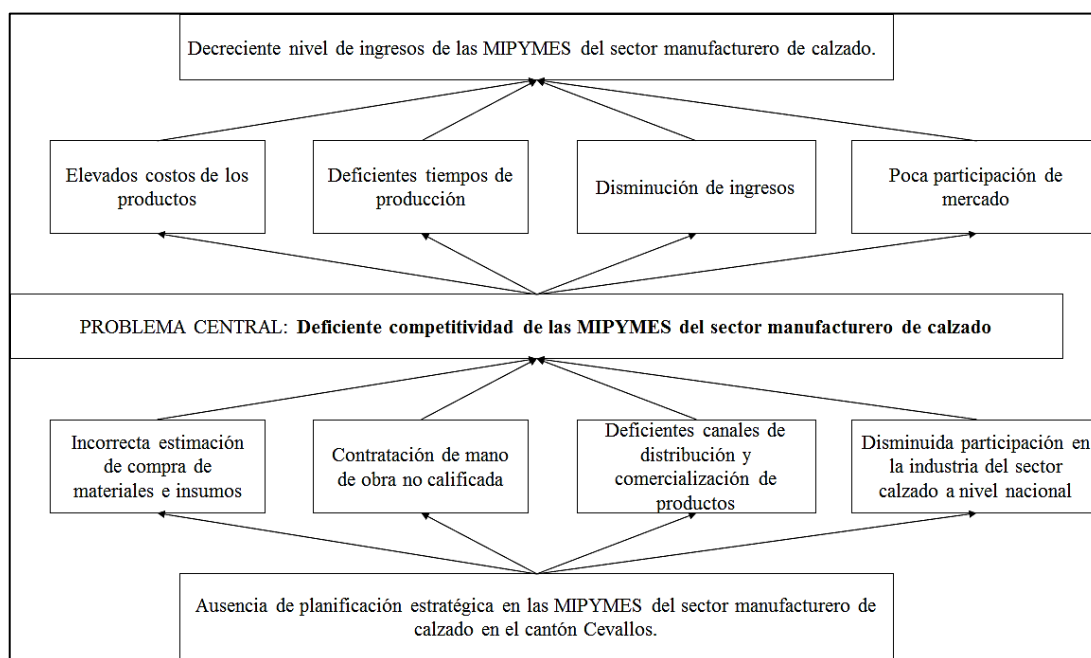 Decreciente nivel de ingresos de las MIPYMES del sector manufacturero de calzado.
Elevados costos de los
productos
Deficientes tiempos de
producción
Disminución de ingresos
Poca participación de
mercado
PROBLEMA CENTRAL: Deficiente competitividad de las MIPYMES del sector manufacturero de calzado
Incorrecta estimación
de compra de
materiales e insumos
Contratación de mano
de obra no calificada
Deficientes canales de
distribución y
comercialización de
productos
Disminuida participación en
la industria del sector
calzado a nivel nacional
Ausencia de planificación estratégica en las MIPYMES del sector manufacturero de
calzado en el cantón Cevallos.